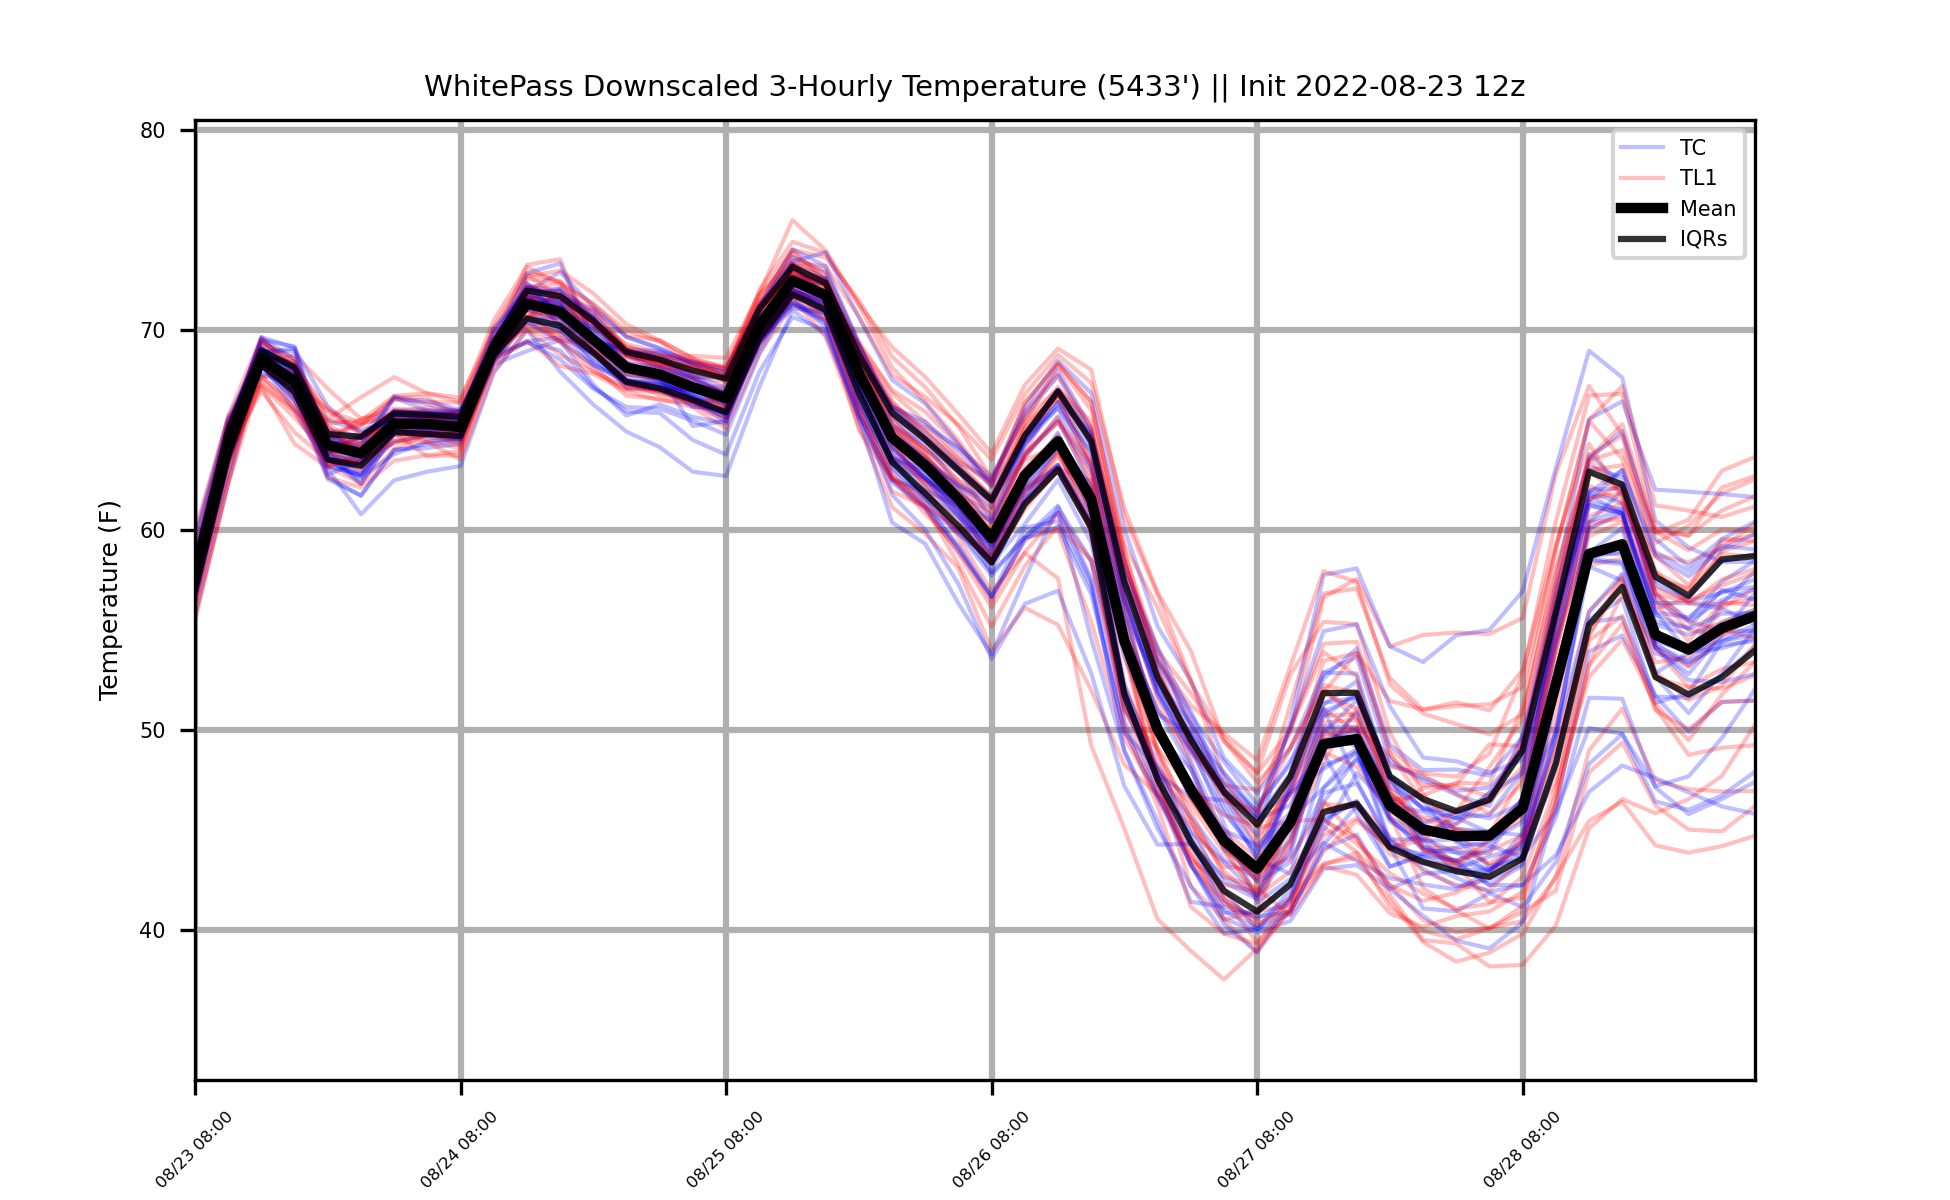 WhitePass Downscaled 3-Hourly Temperature (5433') || Init 2022-08-23 12z
80
70
60
50
40
Temperature (F)
TC
TL1
Mean
IQRs
08/23 08:00
08/24 08:00
08/25 08:00
08/26 08:00
08/27 08:00
08/28 08:00